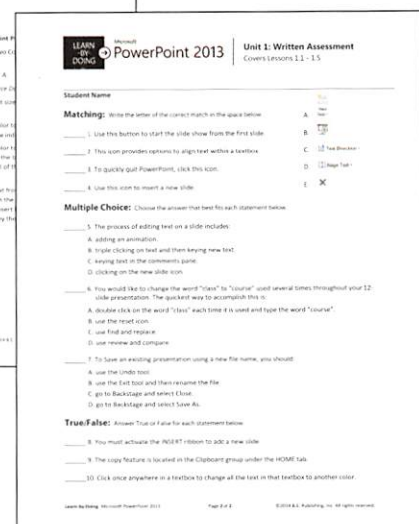 LEARN
-BY-
DOING
Microsoft
PowerPoint 2013
Unit 1: Written Assessment
Covers Lessons 1.1 - 1.5
Student Name
Matching: Write the letter of the correct match in the space below.
_____ 1. Use this button to start the slide show from the first slide.
_____ 2. This icon provides options to align text within a textbox.
_____ 3. To quickly quit PowerPoint, click this icon.
_____ 4. Use this icon to insert a new slide.
A.
B.
C. Text Direction
D. Align Text
E.
Multiple Choice: Choose the answer that best fits each statement below.
_____ 5. The process of editing text on a slide includes:
A. adding an animation.
B. triple clicking on text and then keying new text.
C. keying text in the comments pane.
D. clicking on the new slide icon.
_____ 6. You would like to change the word "class" to "course" used several times throughout your 12
slide presentation. The quickest way to accomplish this is:
A. double click on the word "class" each time it is used and type the word "course".
B. use the reset icon.
C. use find and replace.
D. use review and compare.
_____ 7. To Save an existing presentation using a new file name, you should:
A. use the Undo tool.
B. use the Exit tool and then rename the file.
C. go to Backstage and select Close.
D. go to Backstage and select Save As.
True/False: Answer True or False for each statement below.
_____ 8. You must activate the INSERT ribbon to add a new slide.
_____ 9. The copy feature is located in the Clipboard group under the HOME tab.
_____ 10. Click once anywhere in a textbox to change all the text in that textbox to another color.
Learn-by-Doing: Microsoft PowerPoint 2013
Page 2 of 2
©2014 B.E. Publishing, Inc. All rights reserved.